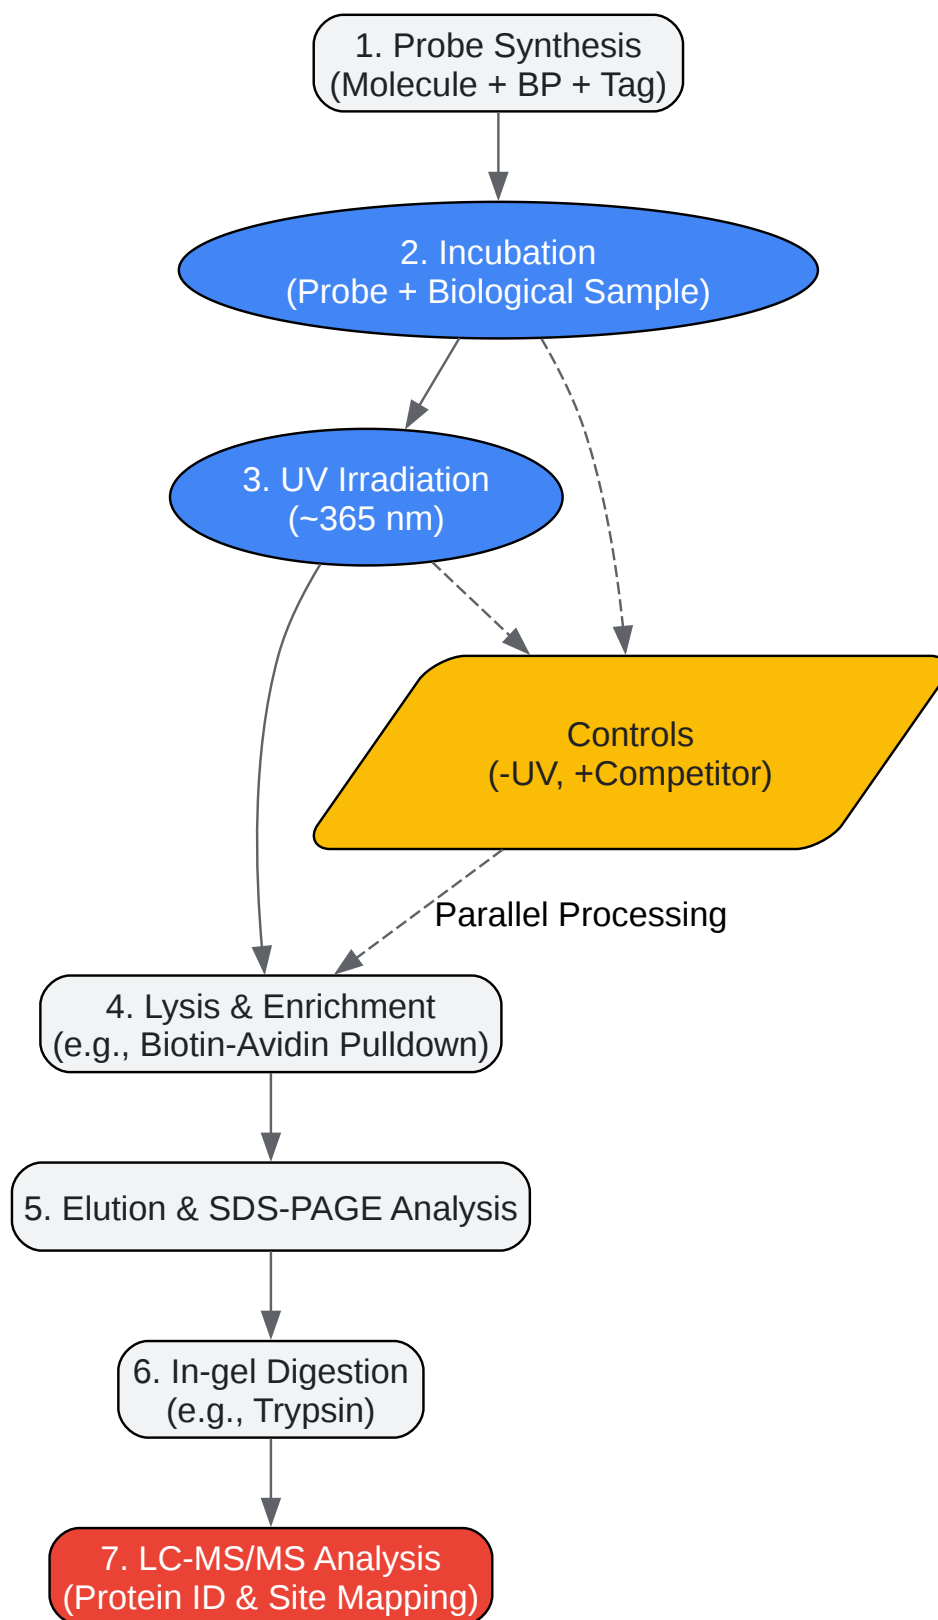 1. Probe Synthesis
(Molecule + BP + Tag)
2. Incubation
(Probe + Biological Sample)
3. UV Irradiation
(~365 nm)
Controls
(-UV, +Competitor)
Parallel Processing
4. Lysis & Enrichment
(e.g., Biotin-Avidin Pulldown)
5. Elution & SDS-PAGE Analysis
6. In-gel Digestion
(e.g., Trypsin)
7. LC-MS/MS Analysis
(Protein ID & Site Mapping)